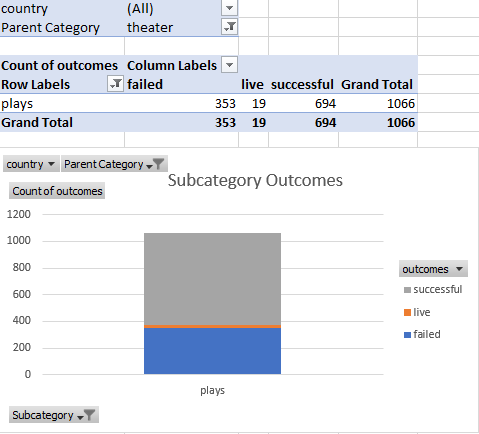 country (All)
Parent Category theater
Count of outcomes Column Labels
Row Labels failed live successful Grand Total
plays 353 19 694 1066
Grand Total 353 19 694 1066
country Parent Category
Subcategory Outcomes
Count of outcomes
1200
1000
800
600
400
200
0
plays
outcomes
successful
live
failed
Subcategory